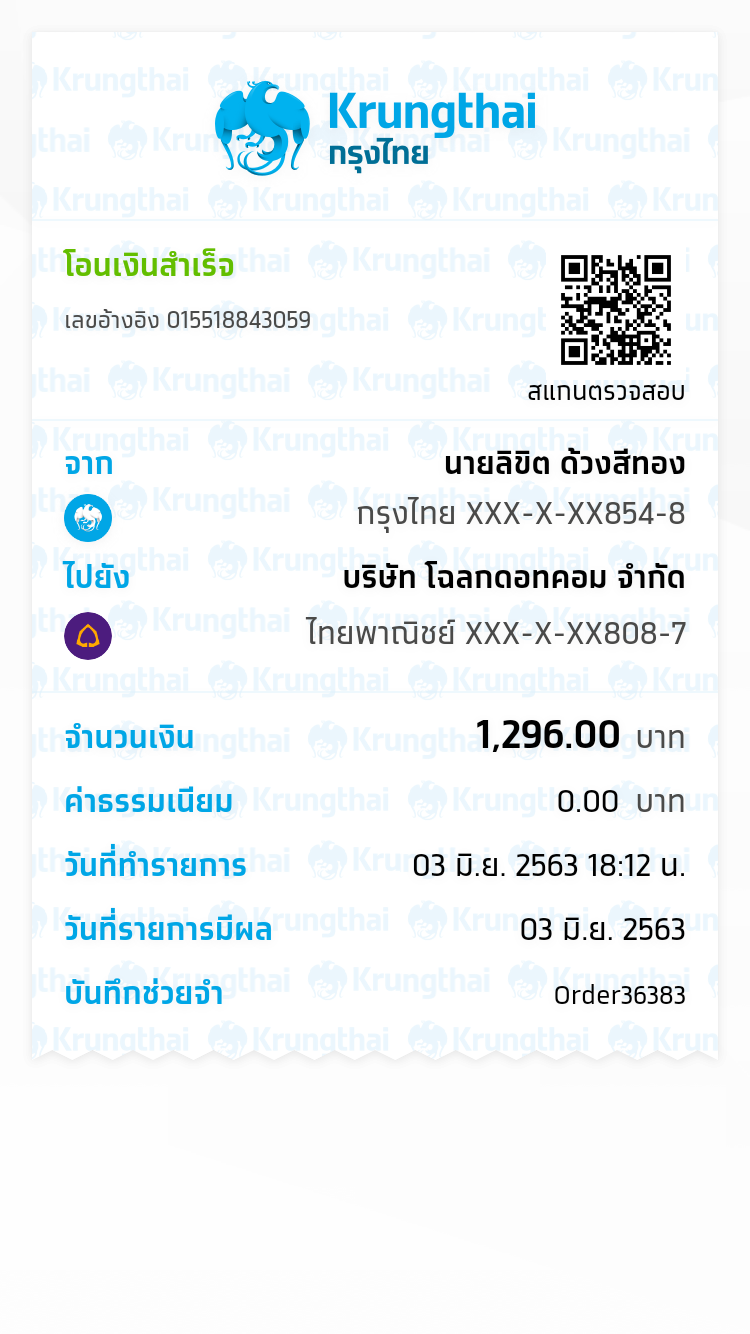 Krungthai
กรุงไทย
โอนเงินสำเร็จ
เลขอ้างอิง 015518843059
สแกนตรวจสอบ
จาก นายลิขิต ด้วงสีทอง
กรุงไทย XXX-X-XX854-8
ไปยัง บริษัท โฉลกดอทคอม จำกัด
ไทยพาณิชย์ XXX-X-XX808-7
จำนวนเงิน 1,296.00 บาท
ค่าธรรมเนียม 0.00 บาท
วันที่ทำรายการ 03 มิ.ย. 2563 18:12 น.
วันที่รายการมีผล 03 มิ.ย. 2563
บันทึกช่วยจำ Order36383